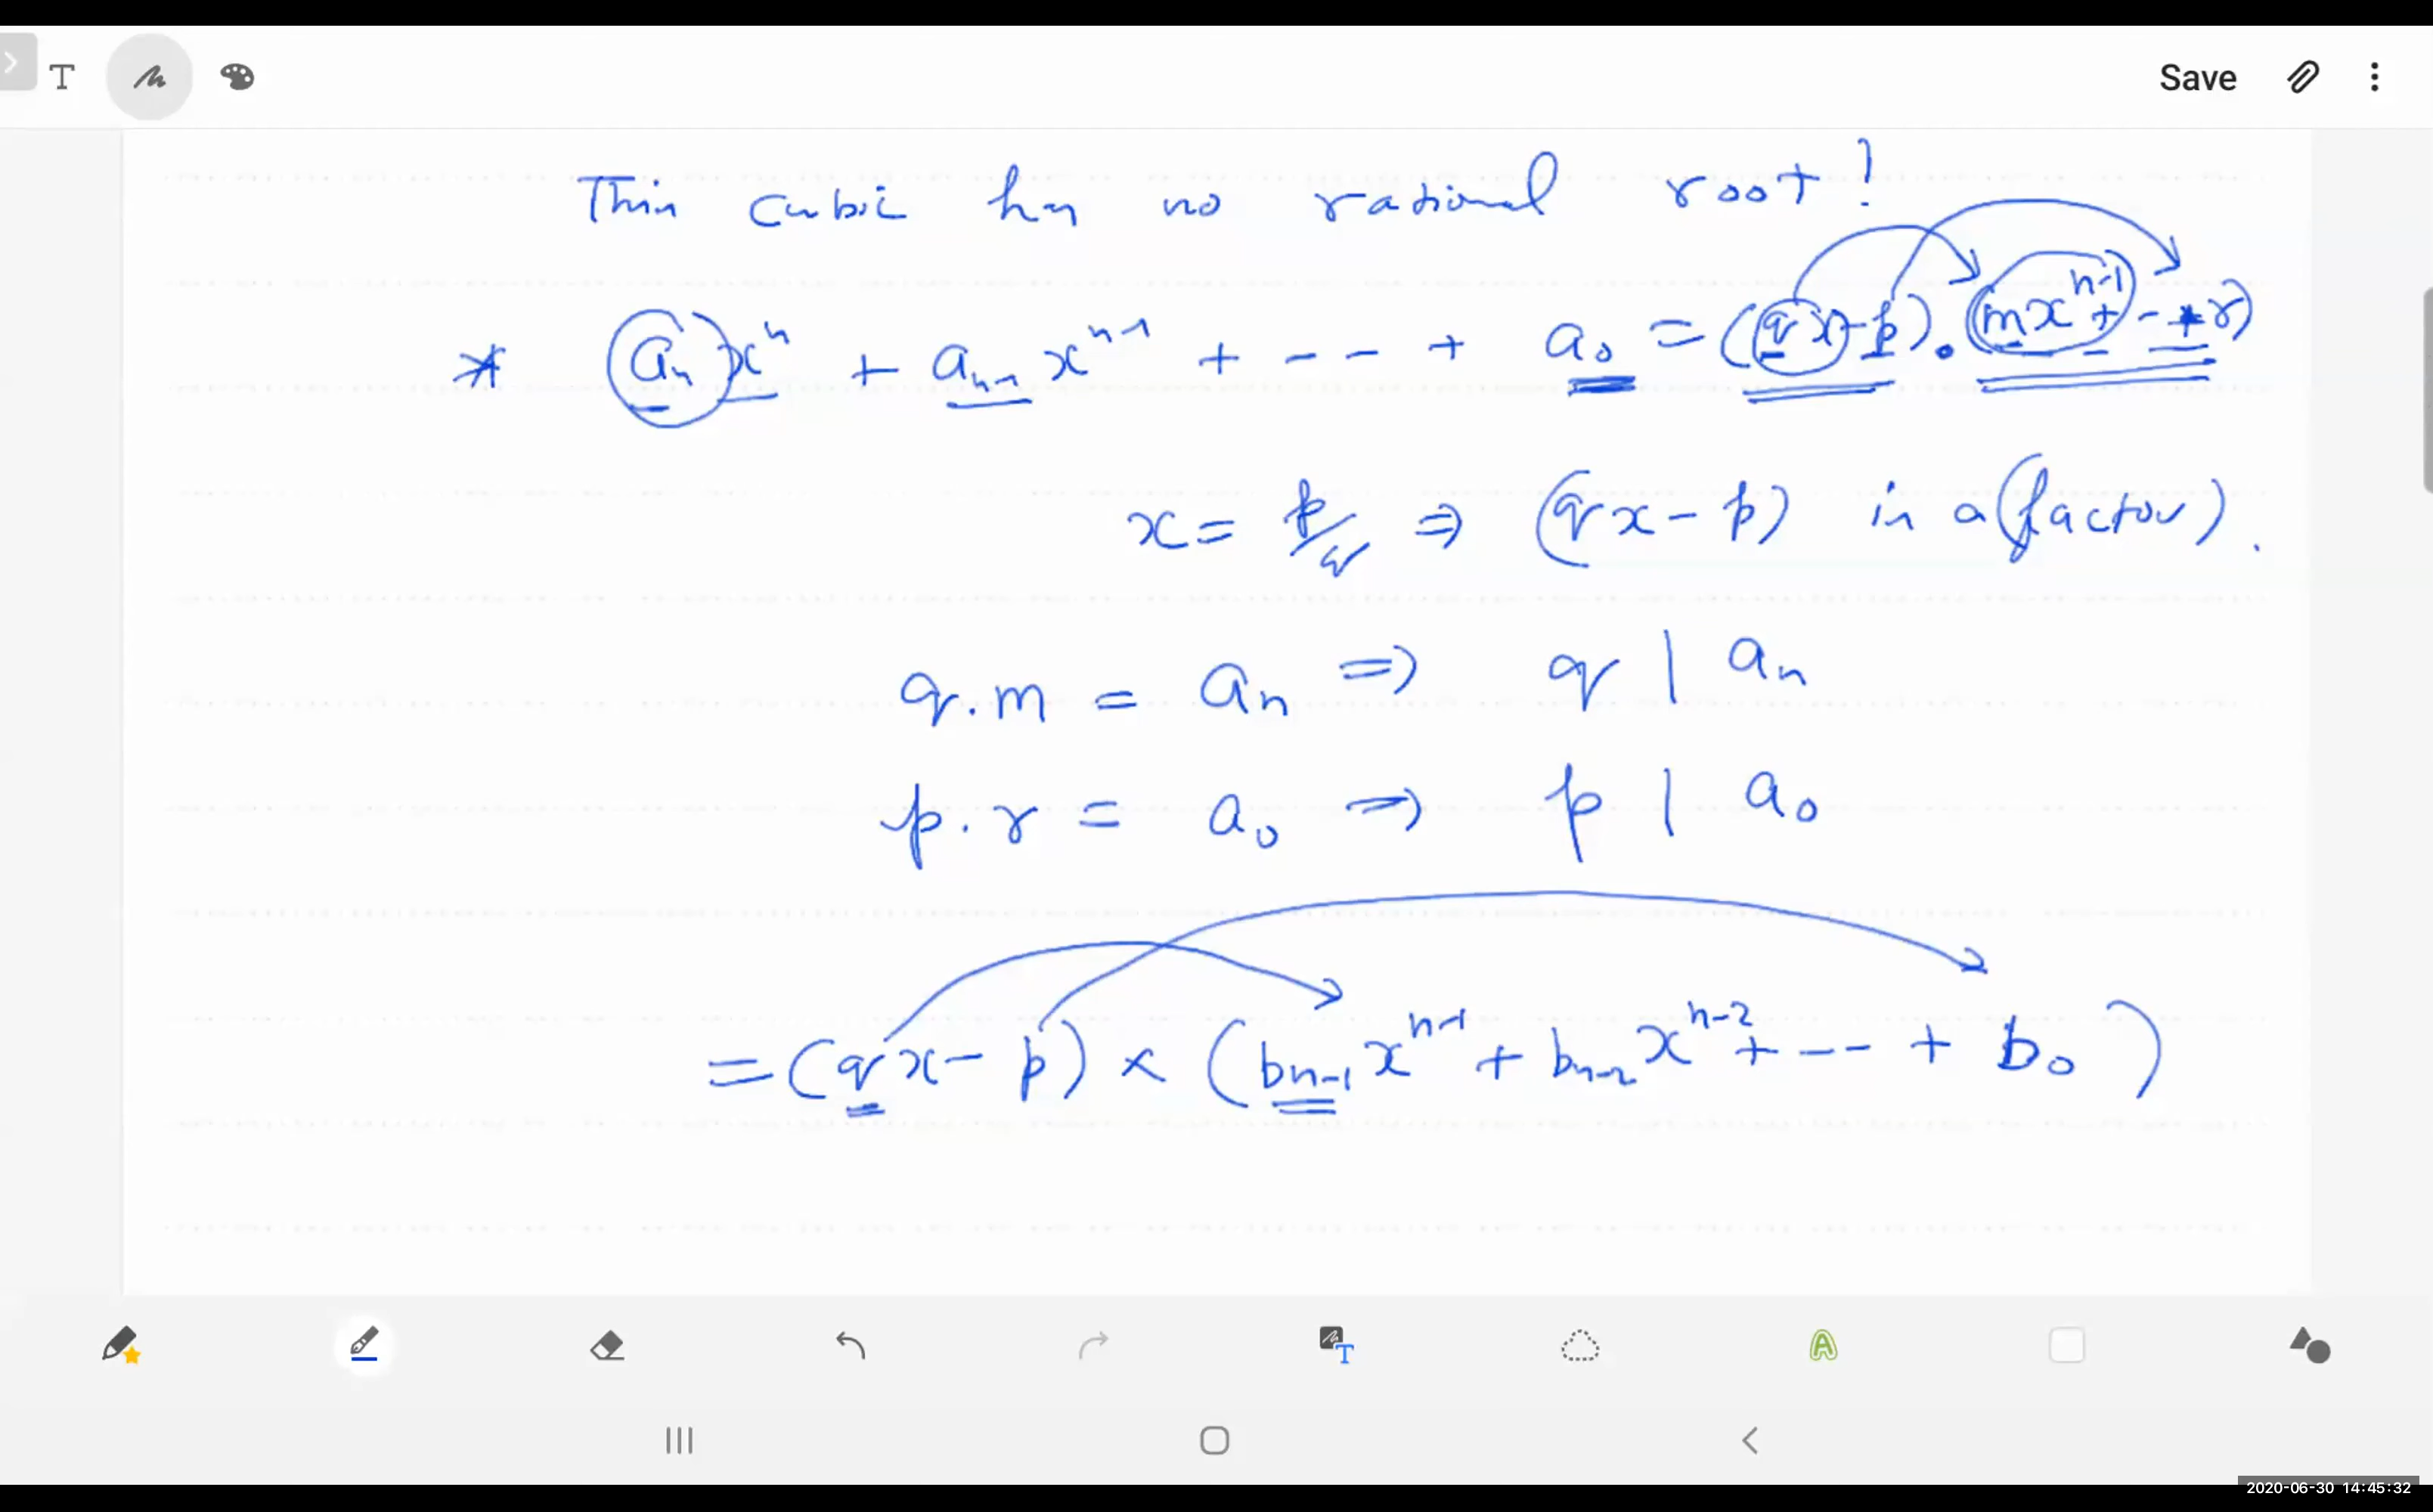 T
Save
This cubic has no rational root!
* aₙxⁿ + aₙ₋₁xⁿ⁻¹ + --- + a₀ = (qx-p).(mxⁿ⁻¹+--+r)
x = p/q ⇒ (qx-p) is a (factor).
q.m = aₙ ⇒ q | aₙ
p.r = a₀ ⇒ p | a₀
= (qx-p) × (bₙ₋₁xⁿ⁻¹ + bₙ₋₂xⁿ⁻² + --- + b₀)
T
A
2020-06-30 14:45:32